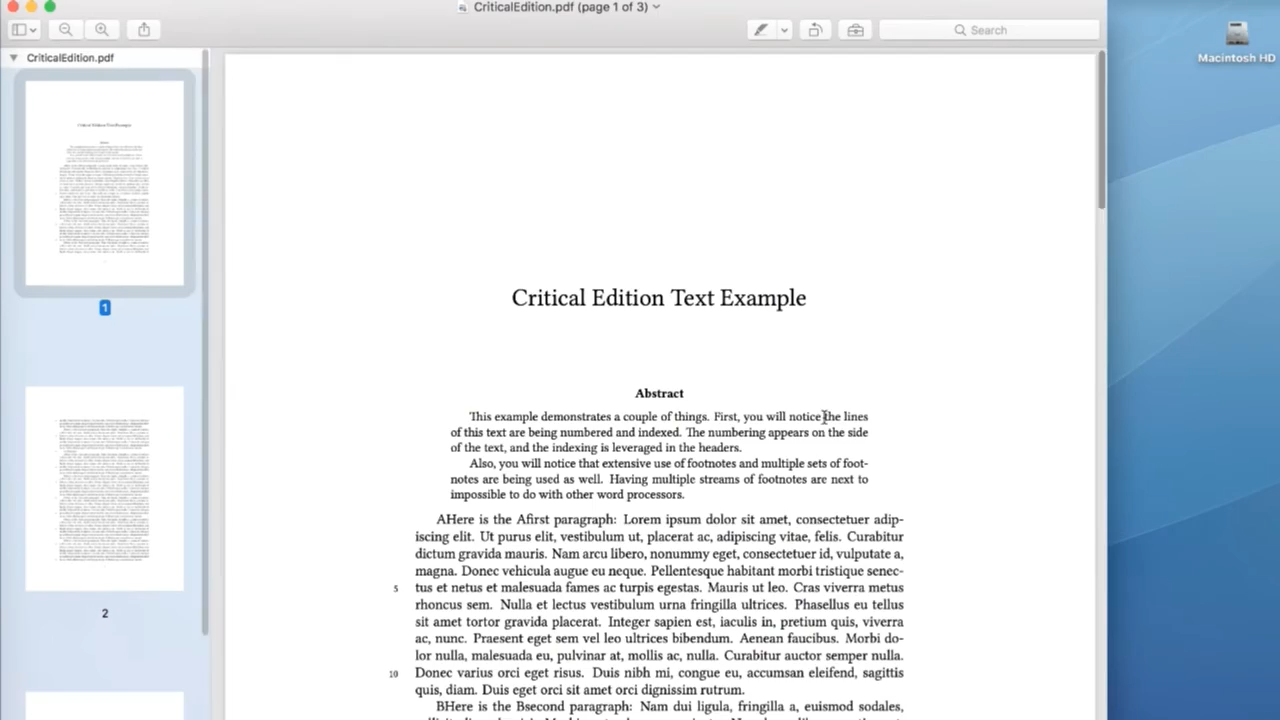 CriticalEdition.pdf (page 1 of 3)
Search
Macintosh HD
CriticalEdition.pdf
1
2
Critical Edition Text Example
Abstract
This example demonstrates a couple of things. First, you will notice the lines
of this text are being numbered and indexed. The numbering appears on the side
of the text, and the indexing is leveraged in the headers.
Also, you will notice that extensive use of footnotes and multiple sets of foot-
notes are being used as well. Having multiple streams of footnotes are next to
impossible to do with other word processors.
AHere is the Afirst paragraph: Lorem ipsum dolor sit amet, consectetuer adip-
iscing elit. Ut purus elit, vestibulum ut, placerat ac, adipiscing vitae, felis. Curabitur
dictum gravida mauris. Nam arcu libero, nonummy eget, consectetuer id, vulputate a,
magna. Donec vehicula augue eu neque. Pellentesque habitant morbi tristique senec-
5 tus et netus et malesuada fames ac turpis egestas. Mauris ut leo. Cras viverra metus
rhoncus sem. Nulla et lectus vestibulum urna fringilla ultrices. Phasellus eu tellus
sit amet tortor gravida placerat. Integer sapien est, iaculis in, pretium quis, viverra
ac, nunc. Praesent eget sem vel leo ultrices bibendum. Aenean faucibus. Morbi do-
lor nulla, malesuada eu, pulvinar at, mollis ac, nulla. Curabitur auctor semper nulla.
10 Donec varius orci eget risus. Duis nibh mi, congue eu, accumsan eleifend, sagittis
quis, diam. Duis eget orci sit amet orci dignissim rutrum.
BHere is the Bsecond paragraph: Nam dui ligula, fringilla a, euismod sodales,